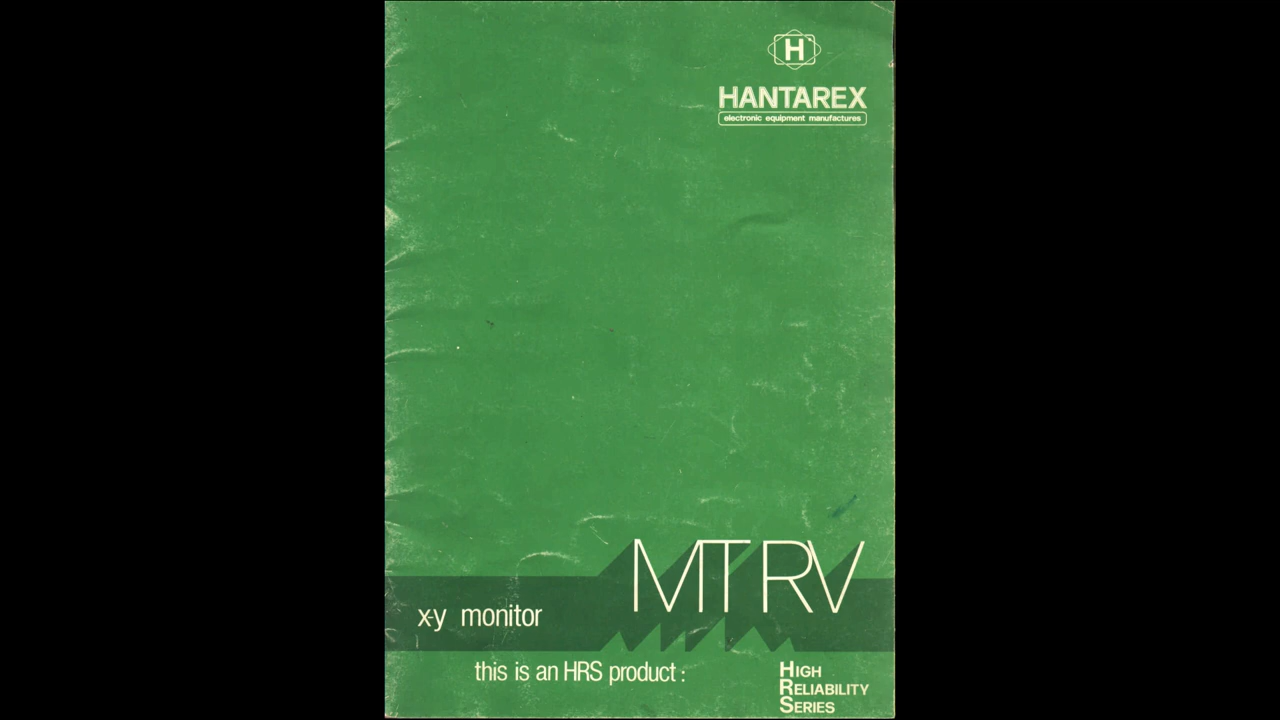 H
HANTAREX
electronic equipment manufactures
MTRV
x-y monitor
this is an HRS product :
HIGH
RELIABILITY
SERIES